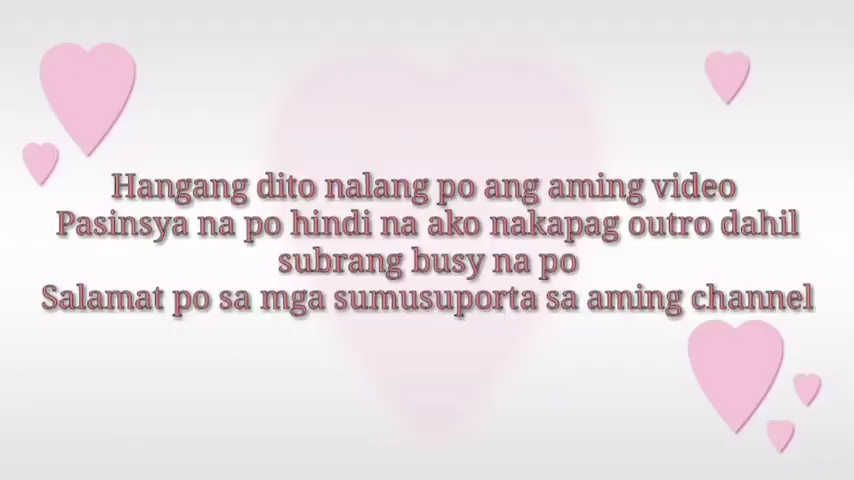 Hangang dito nalang po ang aming video
Pasinsya na po hindi na ako nakapag outro dahil
subrang busy na po
Salamat po sa mga sumusuporta sa aming channel